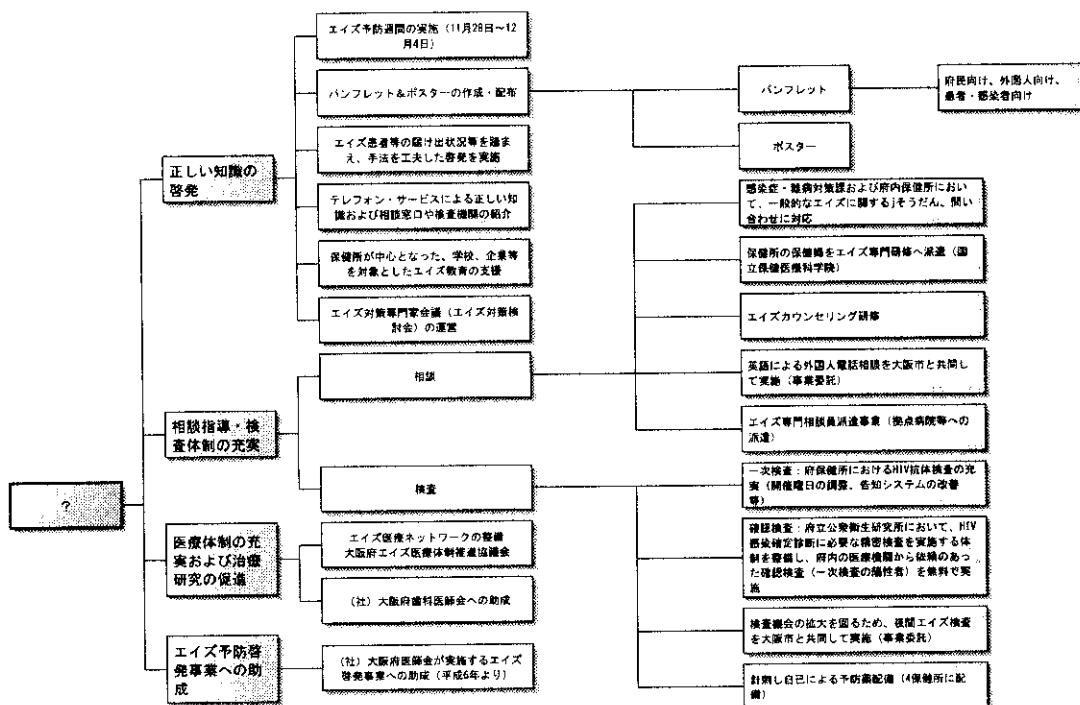 エイズ予防週間の実施（11月28日～12
月4日）
パンフレット＆ポスターの作成・配布
パンフレット
府民向け、外国人向け、
患者・感染者向け
ポスター
エイズ患者等の届け出状況等を踏ま
え、手法を工夫した啓発を実施
正しい知識の
啓発
テレフォン・サービスによる正しい知
識および相談窓口や検査機関の紹介
保健所が中心となった、学校、企業等
を対象としたエイズ教育の支援
エイズ対策専門家会議（エイズ対策検
討会）の運営
感染症・難病対策課および府内保健所におい
て、一般的なエイズに関するjそうだん、問い
合わせに対応
保健所の保健婦をエイズ専門研修へ派遣（国
立保健医療科学院）
エイズカウンセリング研修
相談
英語による外国人電話相談を大阪市と共同し
て実施（事業委託）
エイズ専門相談員派遣事業（拠点病院等への
派遣）
相談指導・検
査体制の充実
検査
一次検査：府保健所におけるHIV抗体検査の充
実（開催曜日の調整、告知システムの改善
等）
？
確認検査：府立公衆衛生研究所において、HIV
感染確定診断に必要な精密検査を実施する体
制を整備し、府内の医療機関から依頼のあっ
た確認検査（一次検査の陽性者）を無料で実
施
検査機会の拡大を図るため、夜間エイズ検査
を大阪市と共同して実施（事業委託）
針刺し自己による予防薬配備（4保健所に配
備）
医療体制の充
実および治療
研究の促進
エイズ医療ネットワークの整備
大阪府エイズ医療体制推進協議会
（社）大阪府歯科医師会への助成
エイズ予防啓
発事業への助
成
（社）大阪府医師会が実施するエイズ
啓発事業への助成（平成6年より）